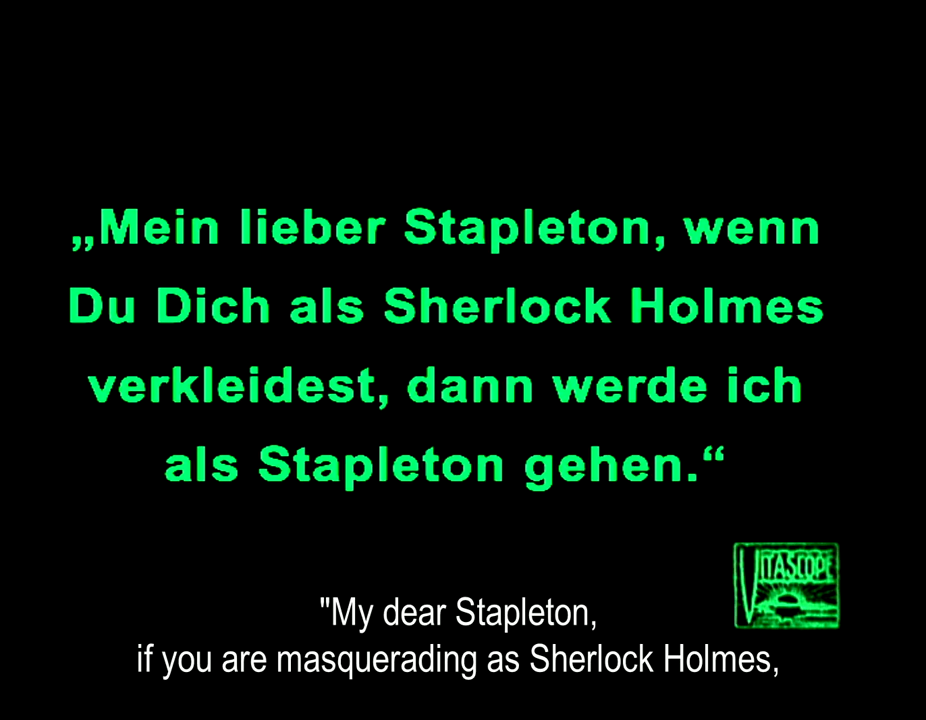 „Mein lieber Stapleton, wenn
Du Dich als Sherlock Holmes
verkleidest, dann werde ich
als Stapleton gehen.“
VITASCOPE
"My dear Stapleton,
if you are masquerading as Sherlock Holmes,